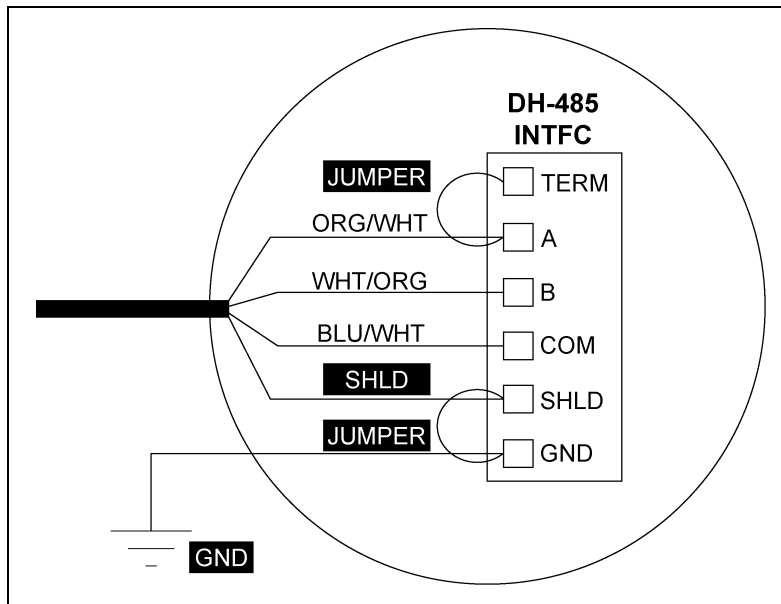 DH-485
INTFC
JUMPER
TERM
ORG/WHT
A
WHT/ORG
B
BLU/WHT
COM
SHLD
SHLD
JUMPER
GND
GND